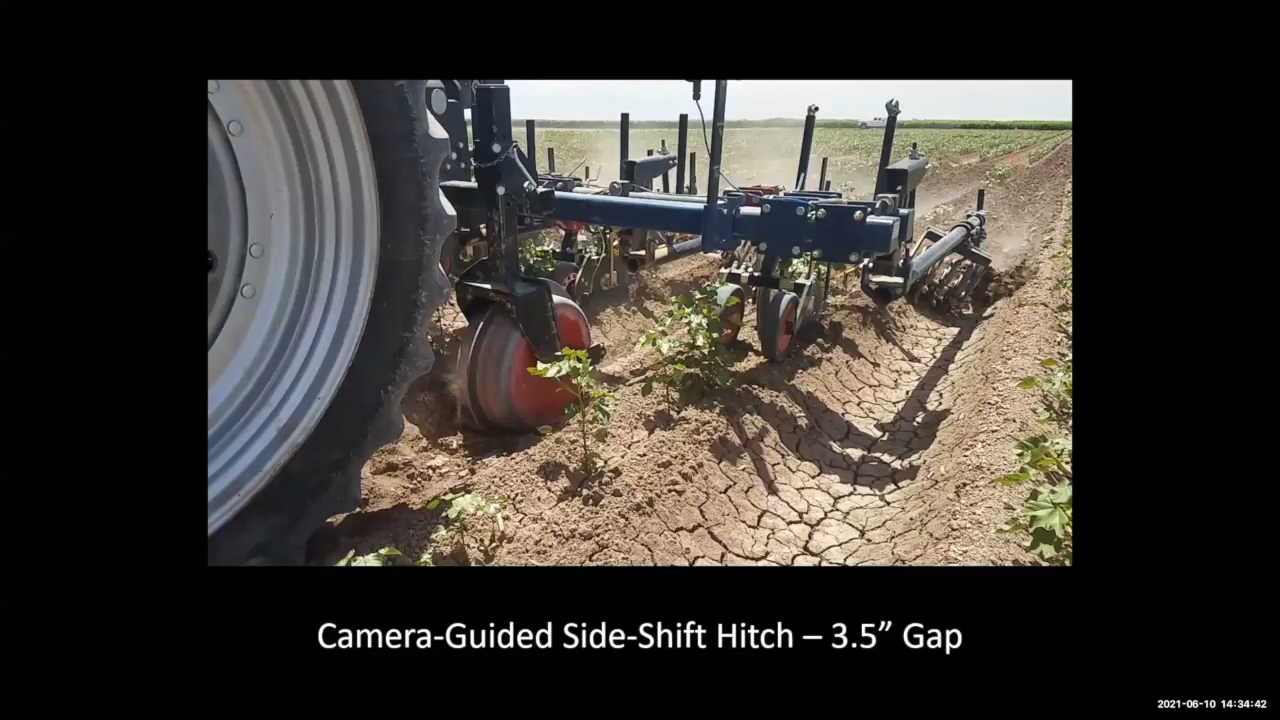 Camera-Guided Side-Shift Hitch – 3.5” Gap
2021-06-10 14:34:42